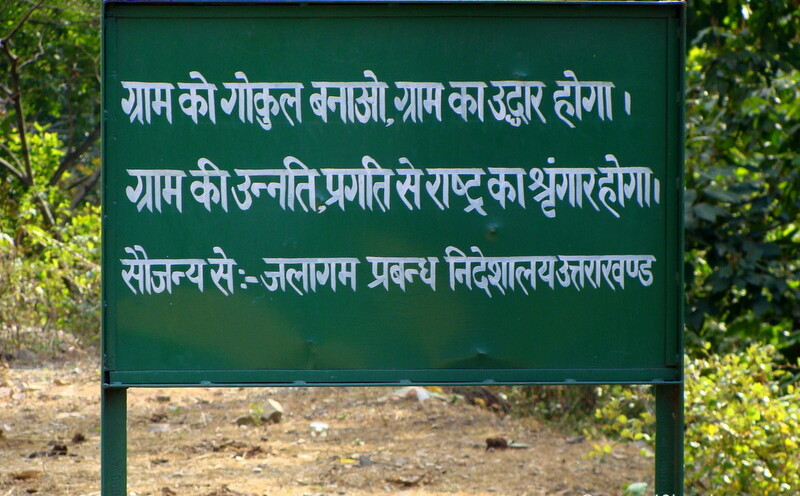 ग्राम को गोकुल बनाओ, ग्राम का उद्धार होगा ।
ग्राम की उन्नति, प्रगति से राष्ट्र का श्रृंगार होगा।
सौजन्य से :- जलागम प्रबन्ध निदेशालय उत्तराखण्ड